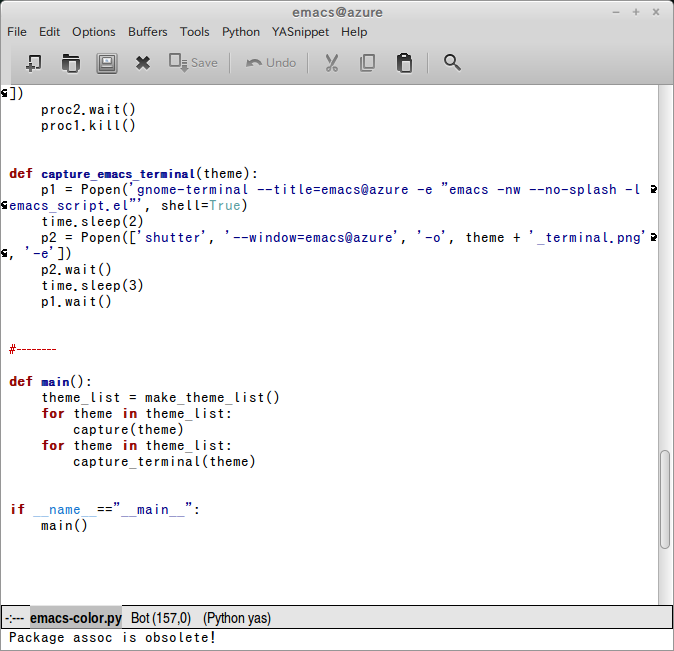 emacs@azure
File Edit Options Buffers Tools Python YASnippet Help
Save Undo
])
    proc2.wait()
    proc1.kill()
def capture_emacs_terminal(theme):
    p1 = Popen('gnome-terminal --title=emacs@azure -e "emacs -nw --no-splash -l
emacs_script.el"', shell=True)
    time.sleep(2)
    p2 = Popen(['shutter', '--window=emacs@azure', '-o', theme + '_terminal.png'
, '-e'])
    p2.wait()
    time.sleep(3)
    p1.wait()
#--------
def main():
    theme_list = make_theme_list()
    for theme in theme_list:
        capture(theme)
    for theme in theme_list:
        capture_terminal(theme)
if __name__=="__main__":
    main()
-:--- emacs-color.py Bot (157,0) (Python yas)
Package assoc is obsolete!